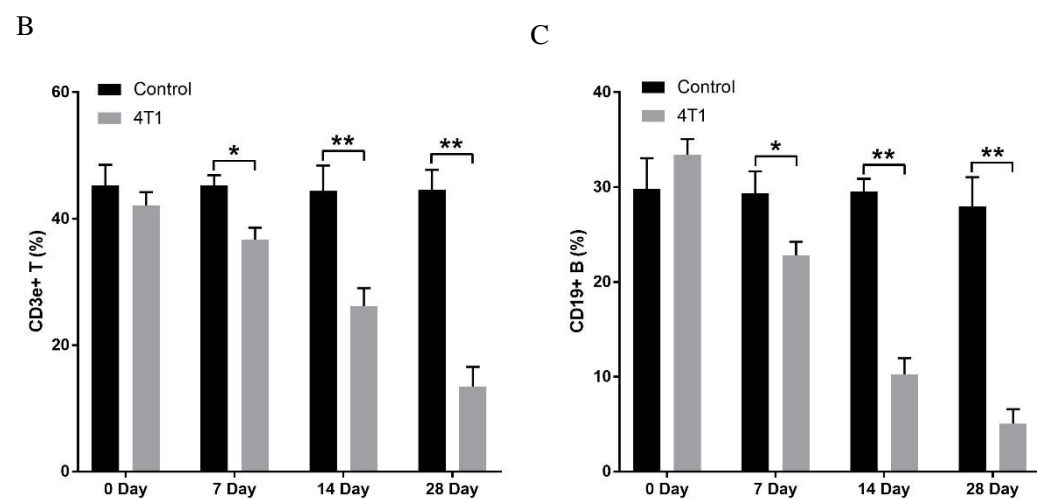 B
60
40
20
0
CD3e+ T (%)
Control
4T1
*
**
**
0 Day
7 Day
14 Day
28 Day
C
40
30
20
10
0
CD19+ B (%)
Control
4T1
*
**
**
0 Day
7 Day
14 Day
28 Day